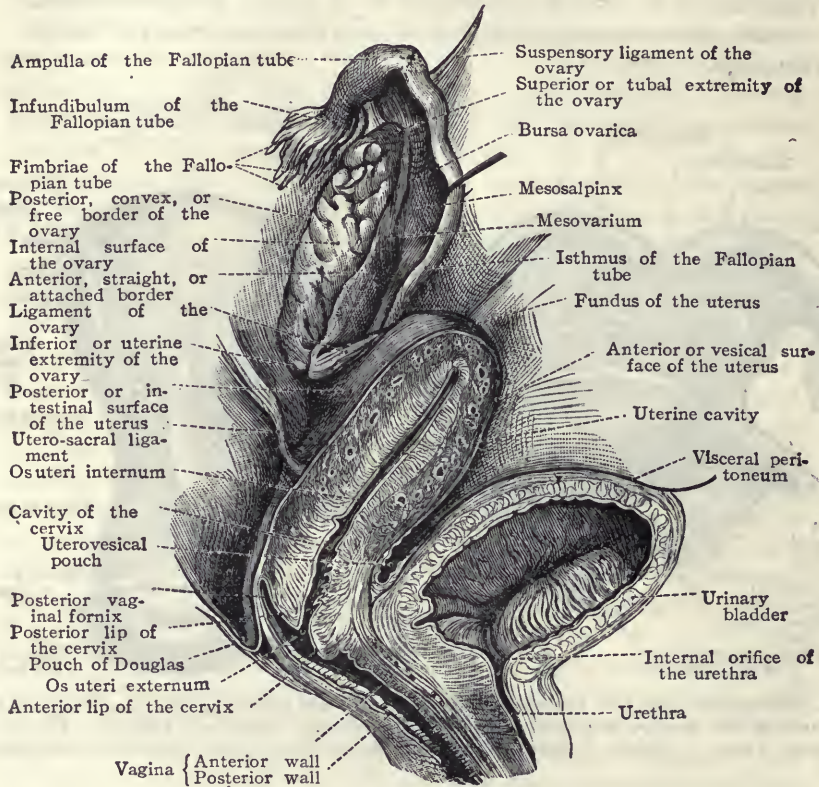 Ampulla of the Fallopian tube
Infundibulum of the
Fallopian tube
Fimbriae of the Fallo-
pian tube
Posterior, convex, or
free border of the
ovary
Internal surface of
the ovary
Anterior, straight, or
attached border
Ligament of the
ovary
Inferior or uterine
extremity of the
ovary
Posterior or in-
testinal surface
of the uterus
Utero-sacral liga-
ment
Os uteri internum
Cavity of the
cervix
Uterovesical
pouch
Posterior vag-
inal fornix
Posterior lip of
the cervix
Pouch of Douglas
Os uteri externum
Anterior lip of the cervix
Vagina { Anterior wall
Posterior wall
Suspensory ligament of the
ovary
Superior or tubal extremity of
the ovary
Bursa ovarica
Mesosalpinx
Mesovarium
Isthmus of the Fallopian
tube
Fundus of the uterus
Anterior or vesical sur-
face of the uterus
Uterine cavity
Visceral peri-
toneum
Urinary
bladder
Internal orifice of
the urethra
Urethra